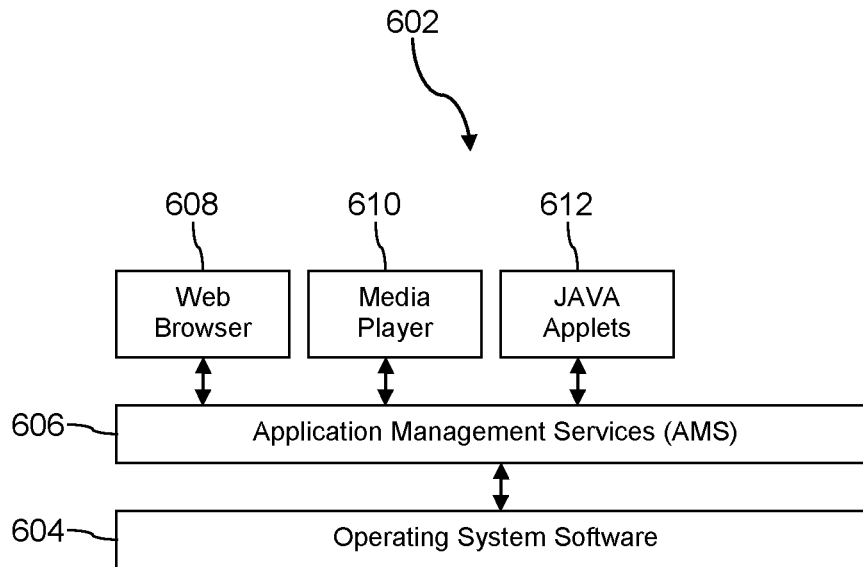 602
608
610
612
Web
Browser
Media
Player
JAVA
Applets
606
Application Management Services (AMS)
604
Operating System Software